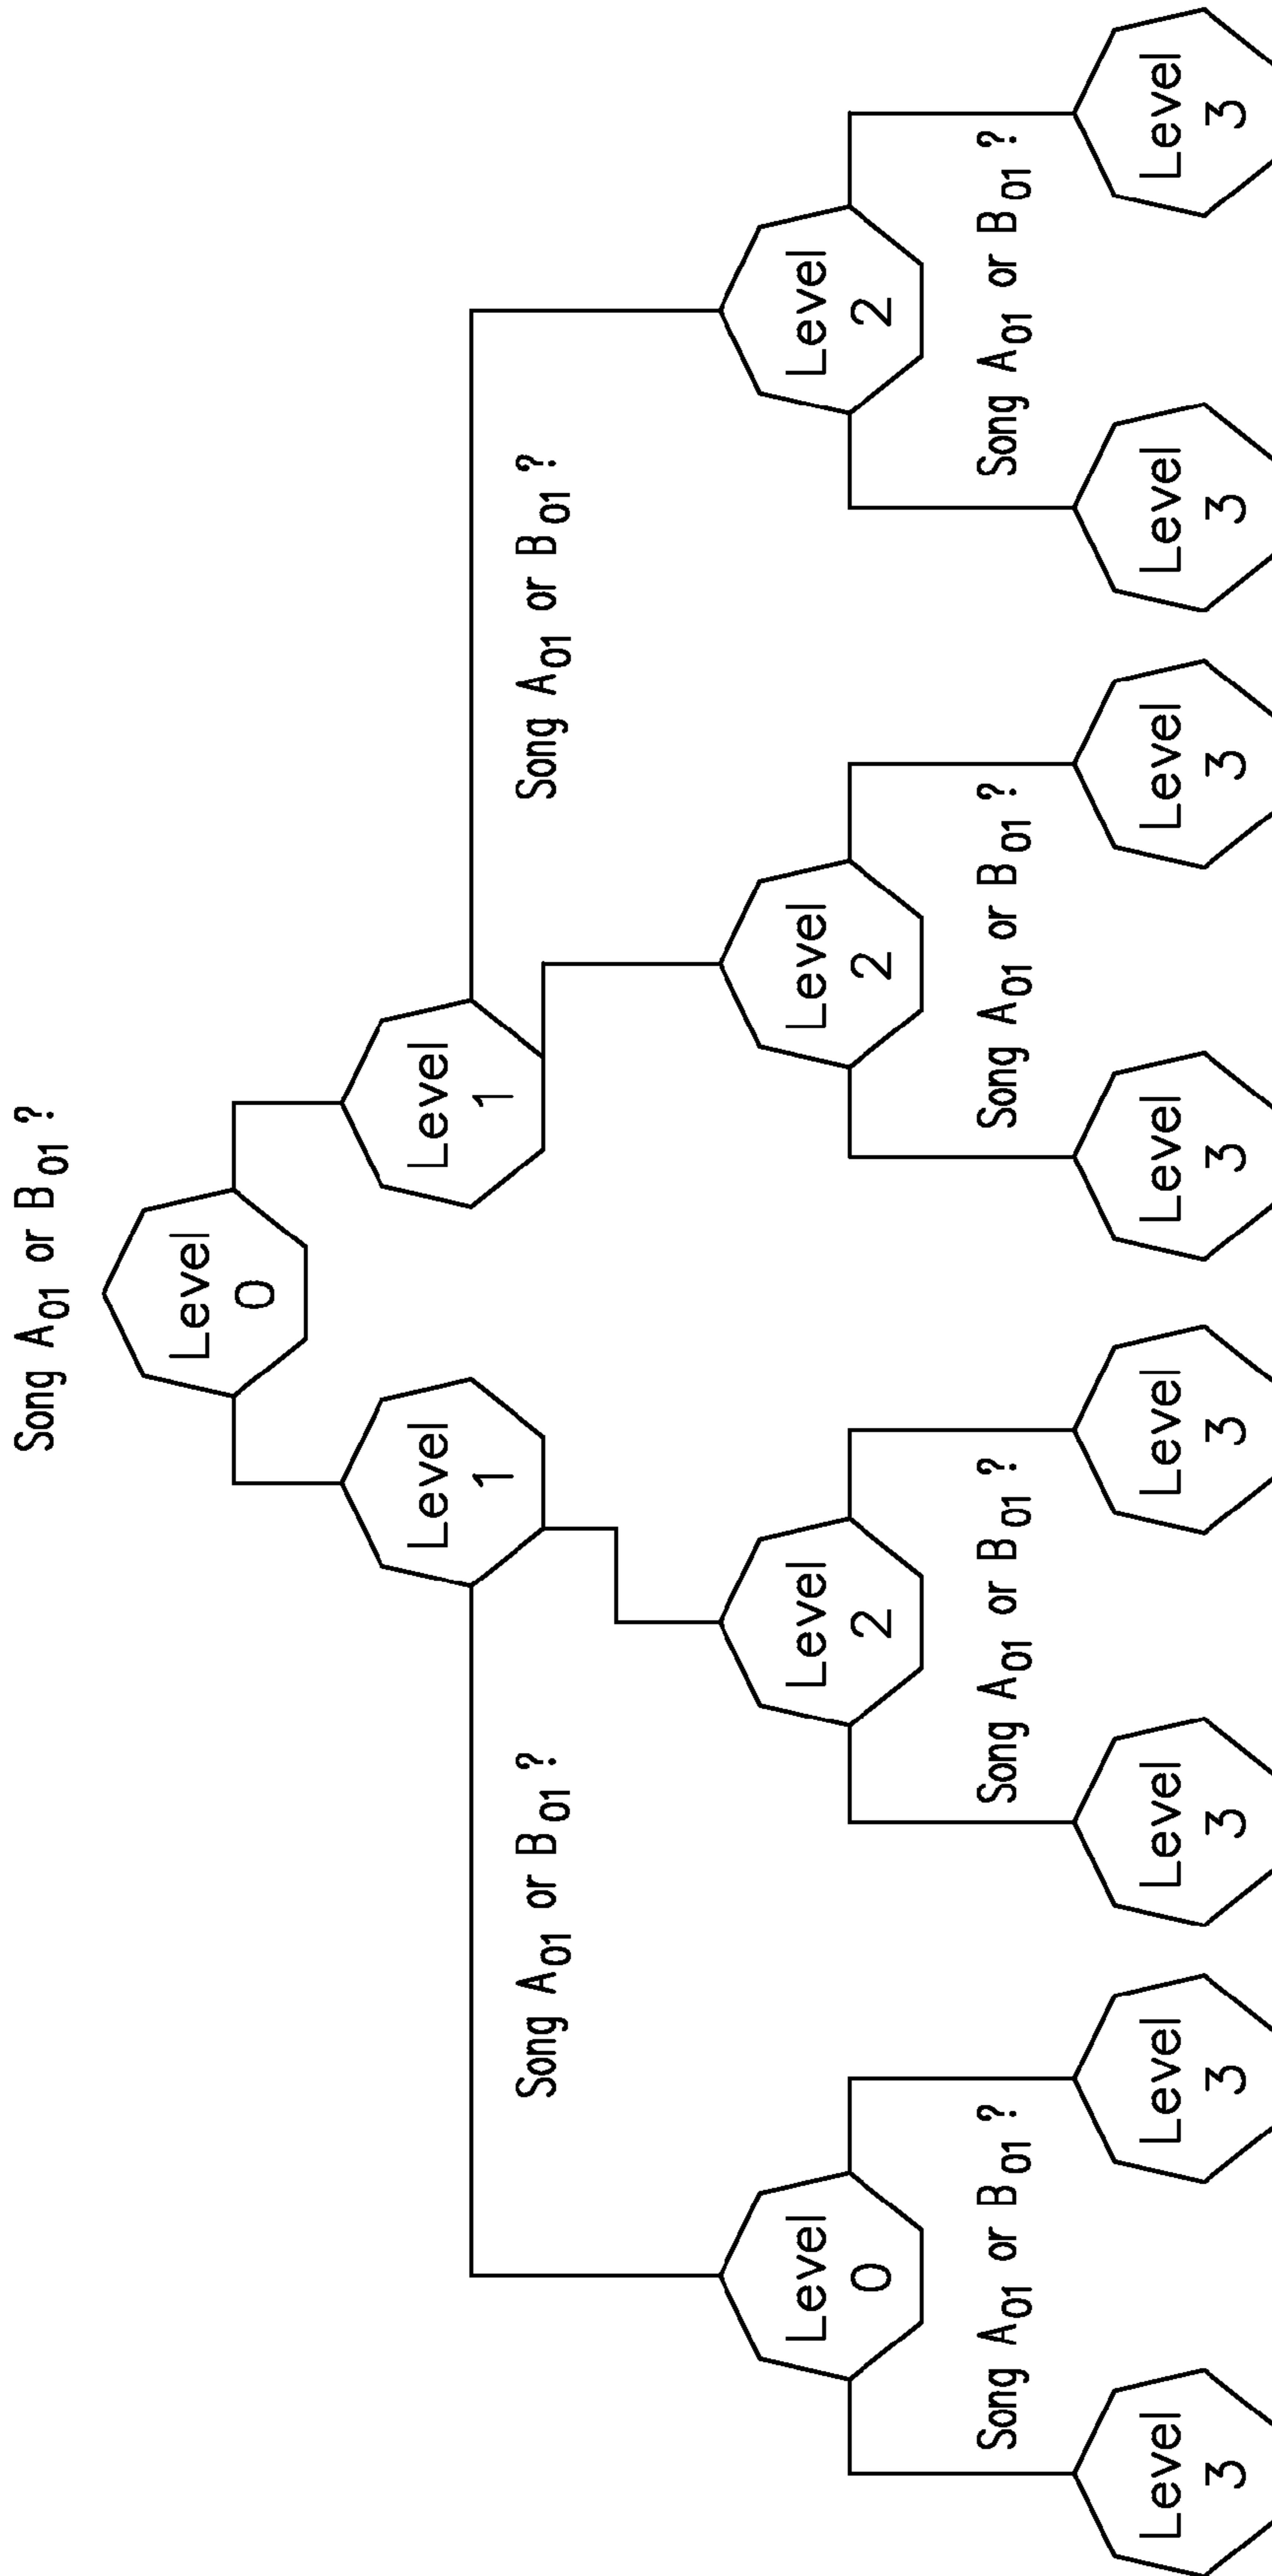 Song A₀₁ or B₀₁ ?
Level
0
Level
1
Level
1
Song A₀₁ or B₀₁ ?
Song A₀₁ or B₀₁ ?
Level
0
Level
2
Level
2
Level
2
Song A₀₁ or B₀₁ ?
Song A₀₁ or B₀₁ ?
Song A₀₁ or B₀₁ ?
Song A₀₁ or B₀₁ ?
Level
3
Level
3
Level
3
Level
3
Level
3
Level
3
Level
3
Level
3